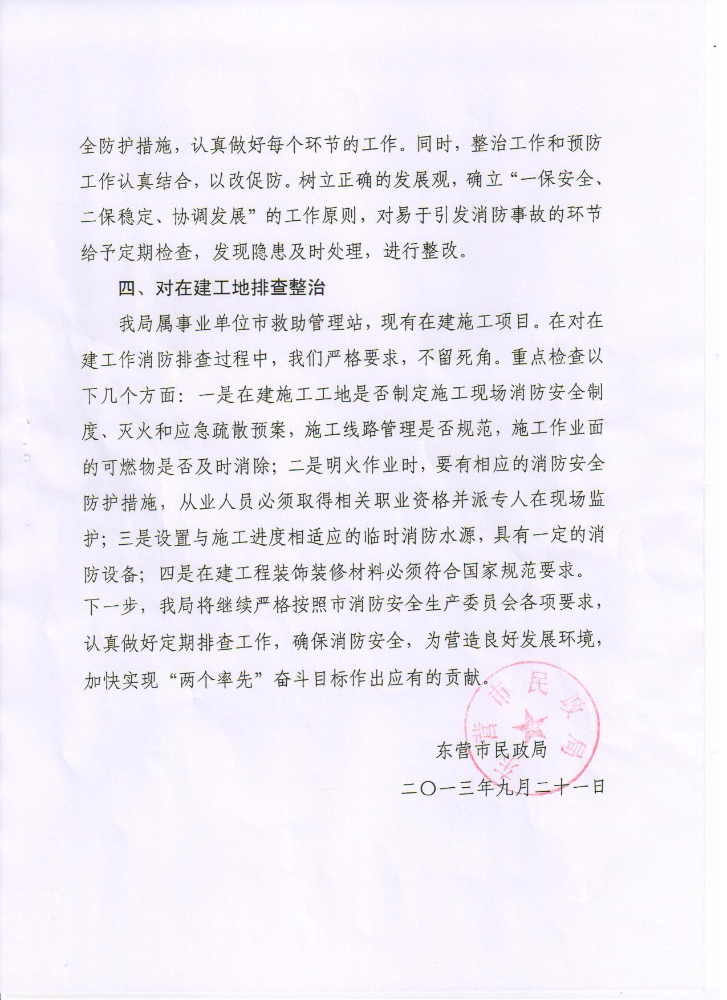 全防护措施，认真做好每个环节的工作。同时，整治工作和预防
工作认真结合，以改促防。树立正确的发展观，确立“一保安全、
二保稳定、协调发展”的工作原则，对易于引发消防事故的环节
给予定期检查，发现隐患及时处理，进行整改。
四、对在建工地排查整治
我局属事业单位市救助管理站，现有在建施工项目。在对在
建工作消防排查过程中，我们严格要求，不留死角。重点检查以
下几个方面：一是在建施工工地是否制定施工现场消防安全制
度、灭火和应急疏散预案，施工线路管理是否规范，施工作业面
的可燃物是否及时消除；二是明火作业时，要有相应的消防安全
防护措施，从业人员必须取得相关职业资格并派专人在现场监
护；三是设置与施工进度相适应的临时消防水源，具有一定的消
防设备；四是在建工程装饰装修材料必须符合国家规范要求。
下一步，我局将继续严格按照市消防安全生产委员会各项要求，
认真做好定期排查工作，确保消防安全，为营造良好发展环境，
加快实现“两个率先”奋斗目标作出应有的贡献。
东营市民政局
东营市民政局
二〇一三年九月二十一日